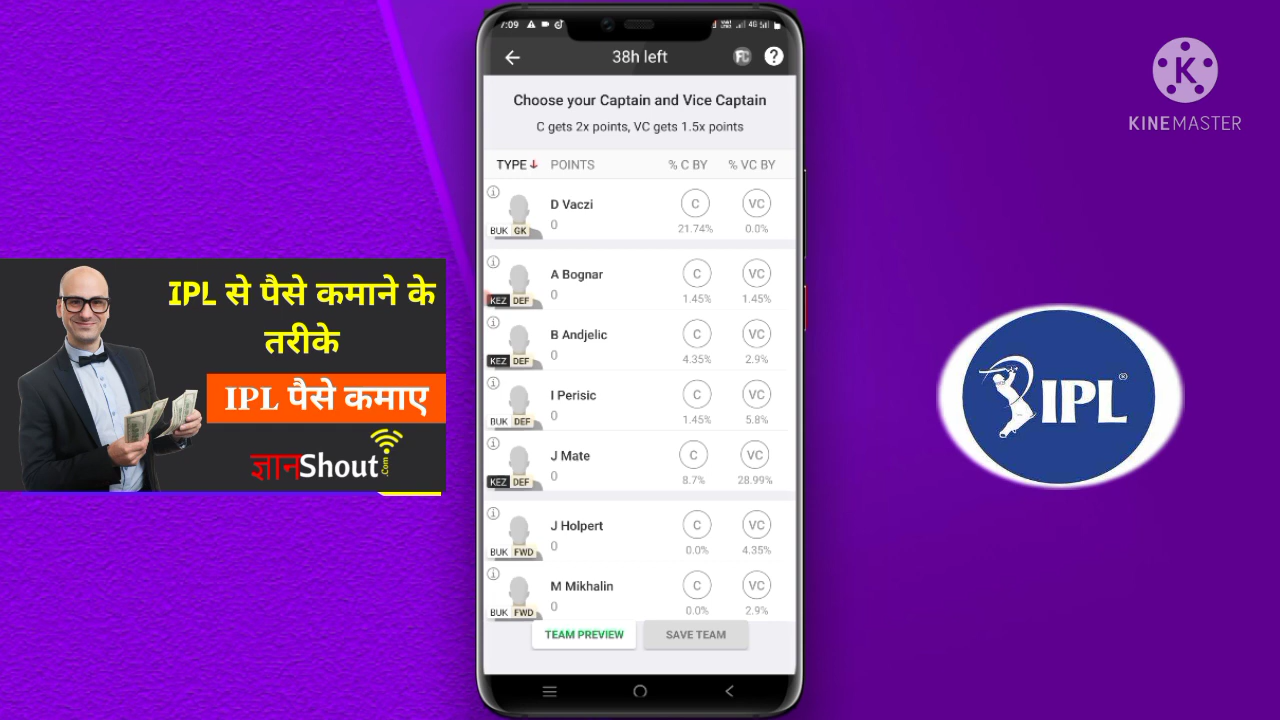 7:09
4G
38h left
FC
?
Choose your Captain and Vice Captain
C gets 2x points, VC gets 1.5x points
TYPE POINTS % C BY % VC BY
D Vaczi
0
BUK GK
C
VC
21.74%
0.0%
A Bognar
0
KEZ DEF
C
VC
1.45%
1.45%
B Andjelic
0
KEZ DEF
C
VC
4.35%
2.9%
I Perisic
0
BUK DEF
C
VC
1.45%
5.8%
J Mate
0
KEZ DEF
C
VC
8.7%
28.99%
J Holpert
0
BUK FWD
C
VC
0.0%
4.35%
M Mikhalin
0
BUK FWD
C
VC
0.0%
2.9%
TEAM PREVIEW
SAVE TEAM
IPL से पैसे कमाने के
तरीके
IPL पैसे कमाए
ज्ञानShout.Com
K
KINEMASTER
IPL®